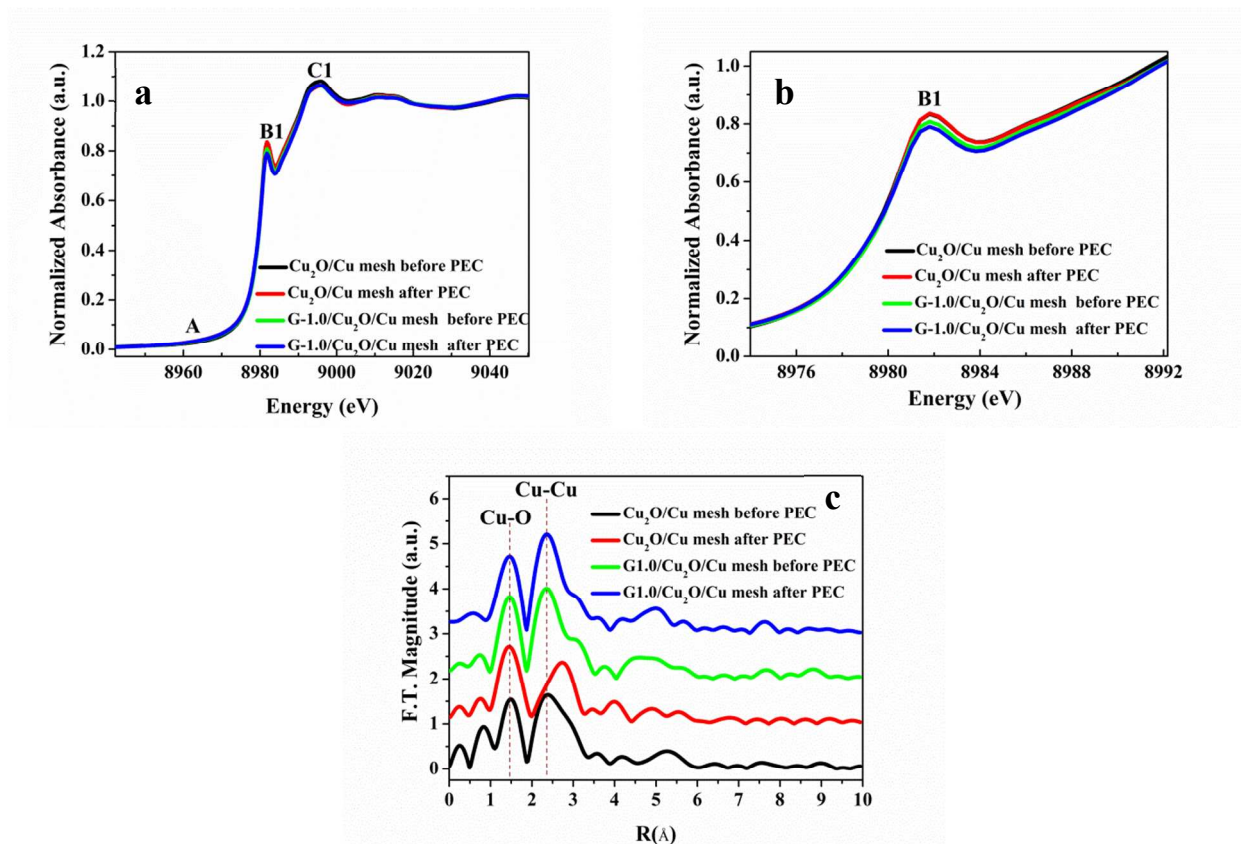 a
C1
B1
A
1.2
1.0
0.8
0.6
0.4
0.2
0.0
Normalized Absorbance (a.u.)
Cu₂O/Cu mesh before PEC
Cu₂O/Cu mesh after PEC
G-1.0/Cu₂O/Cu mesh before PEC
G-1.0/Cu₂O/Cu mesh after PEC
8960 8980 9000 9020 9040
Energy (eV)
b
B1
1.0
0.8
0.6
0.4
0.2
0.0
Normalized Absorbance (a.u.)
Cu₂O/Cu mesh before PEC
Cu₂O/Cu mesh after PEC
G-1.0/Cu₂O/Cu mesh before PEC
G-1.0/Cu₂O/Cu mesh after PEC
8976 8980 8984 8988 8992
Energy (eV)
c
Cu-Cu
Cu-O
6
5
4
3
2
1
0
F.T. Magnitude (a.u.)
Cu₂O/Cu mesh before PEC
Cu₂O/Cu mesh after PEC
G1.0/Cu₂O/Cu mesh before PEC
G1.0/Cu₂O/Cu mesh after PEC
0 1 2 3 4 5 6 7 8 9 10
R(Å)